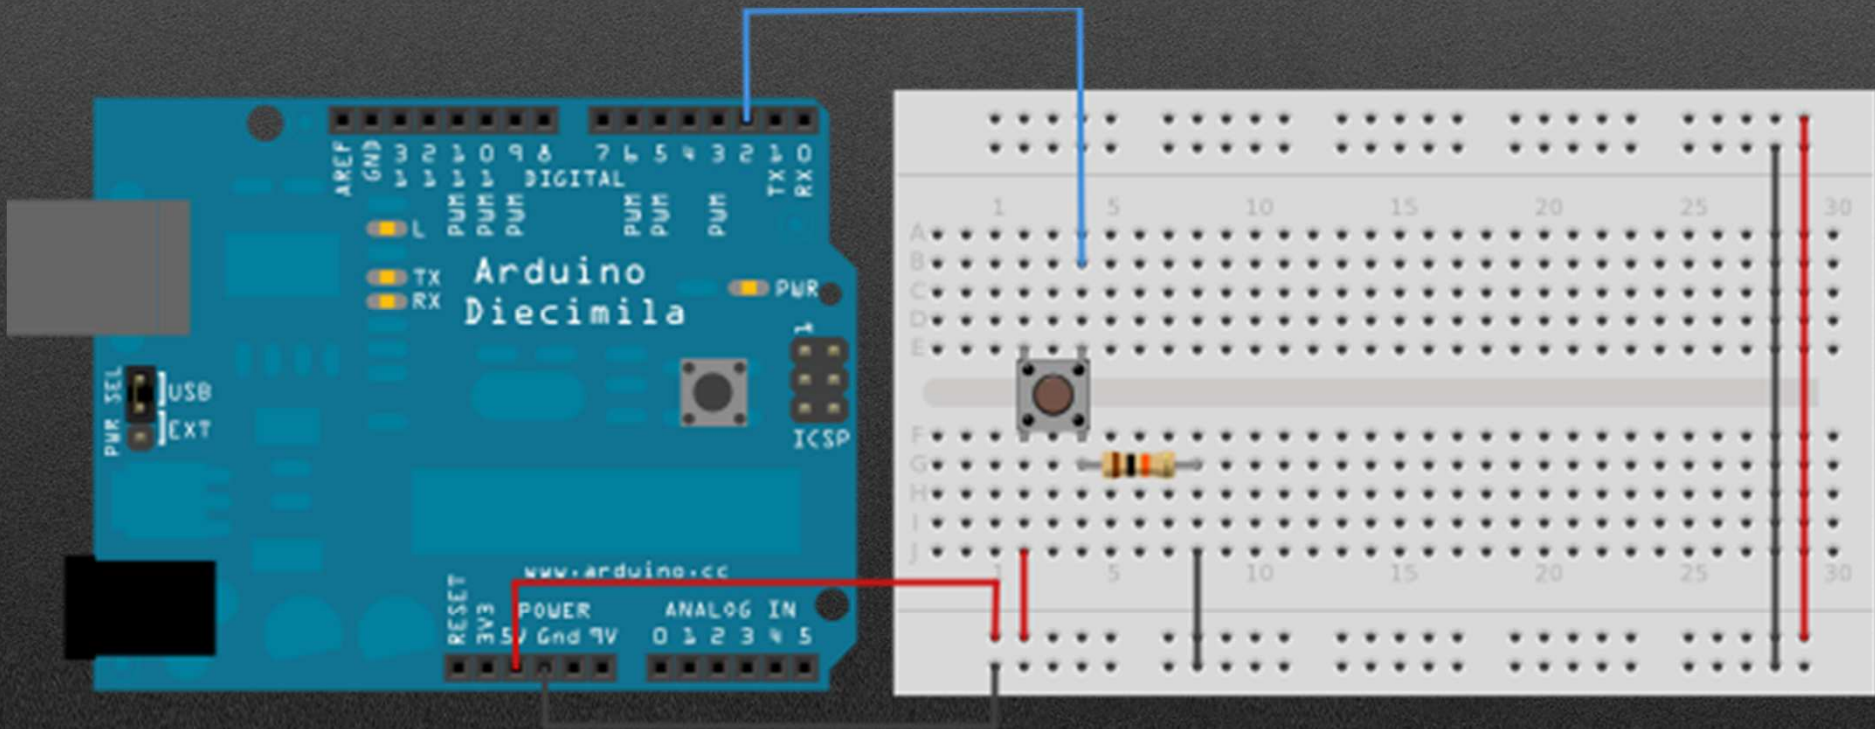 AREF
GND
13
12
11
10
9
8
7
6
5
4
3
2
TX 1
RX 0
DIGITAL
PWM
PWM
PWM
PWM
PWM
PWM
L
TX
RX
Arduino
Diecimila
PWR
1
ICSP
PWR SEL
USB
EXT
www.arduino.cc
RESET
3V3
POWER
5V Gnd 9V
ANALOG IN
0 1 2 3 4 5
1 5 10 15 20 25 30
A
B
C
D
E
F
G
H
I
J
1 5 10 15 20 25 30